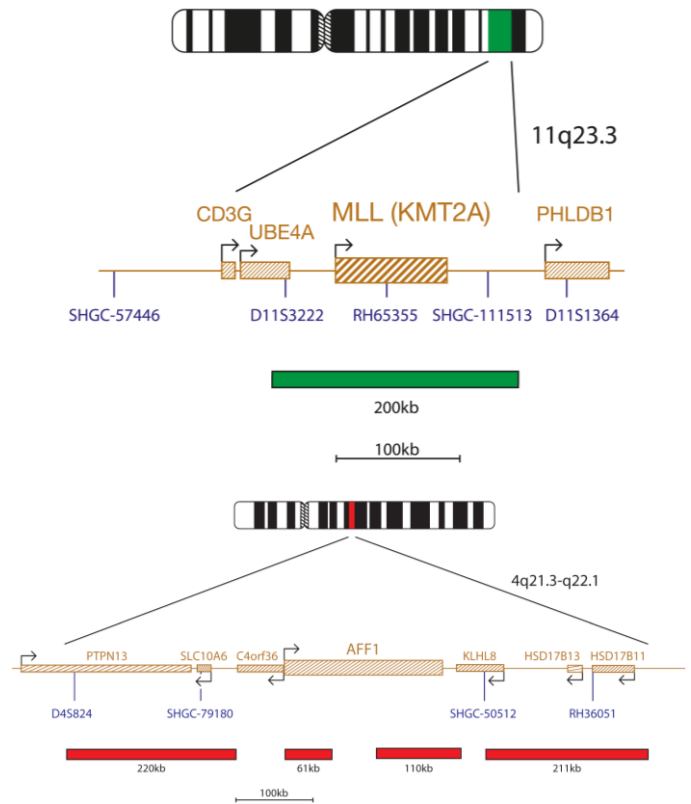 11q23.3
CD3G
UBE4A
MLL (KMT2A)
PHLDB1
SHGC-57446
D11S3222
RH65355
SHGC-111513
D11S1364
200kb
100kb
4q21.3-q22.1
PTPN13
SLC10A6
C4orf36
AFF1
KLHL8
HSD17B13
HSD17B11
D4S824
SHGC-79180
SHGC-50512
RH36051
220kb
61kb
110kb
211kb
100kb